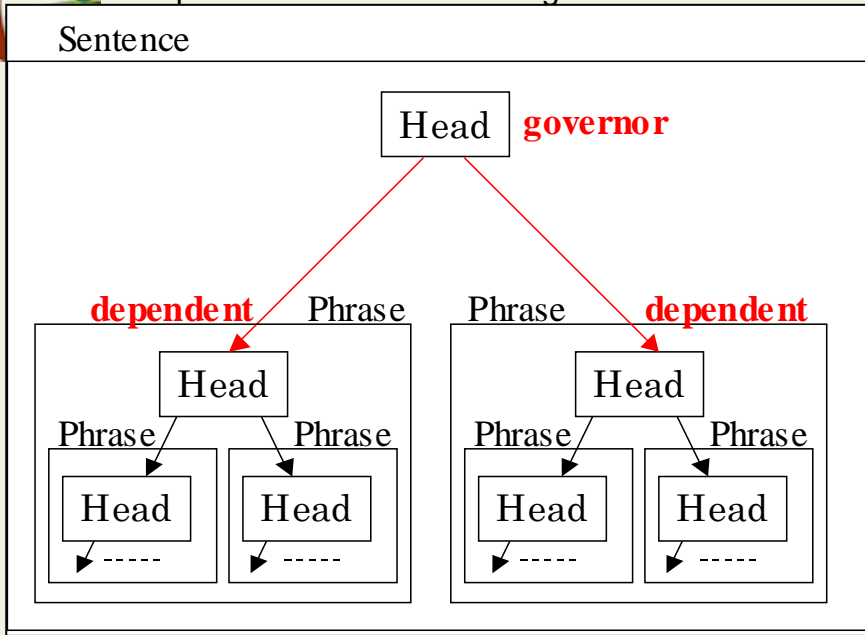 Sentence
Head governor
dependent Phrase Phrase dependent
Head Head
Phrase Phrase Phrase Phrase
Head Head Head Head
----- ----- ----- -----